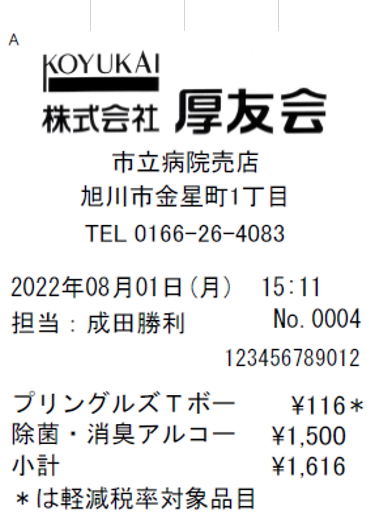 A
KOYUKAI
株式会社 厚友会
市立病院売店
旭川市金星町1丁目
TEL 0166-26-4083
2022年08月01日(月) 15:11
担当：成田勝利 No.0004
123456789012
プリングルズTボー ¥116*
除菌・消臭アルコー ¥1,500
小計 ¥1,616
*は軽減税率対象品目